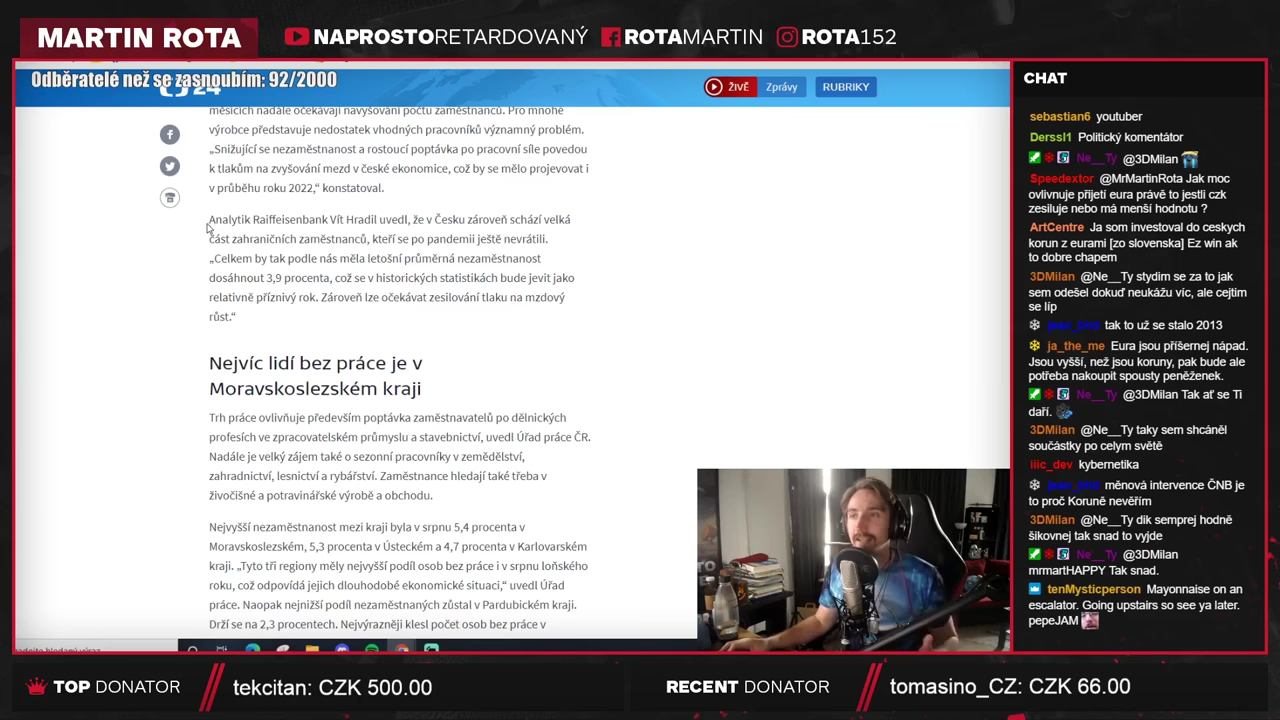 MARTIN ROTA
NAPROSTORETARDOVANÝ
ROTAMARTIN
ROTA152
Odběratelé než se zasnoubím: 92/2000
24
ŽIVĚ
Zprávy
RUBRIKY
měsících nadále očekávají navyšování počtu zaměstnanců. Pro mnohé
výrobce představuje nedostatek vhodných pracovníků významný problém.
„Snižující se nezaměstnanost a rostoucí poptávka po pracovní síle povedou
k tlakům na zvyšování mezd v české ekonomice, což by se mělo projevovat i
v průběhu roku 2022,“ konstatoval.
Analytik Raiffeisenbank Vít Hradil uvedl, že v Česku zároveň schází velká
část zahraničních zaměstnanců, kteří se po pandemii ještě nevrátili.
„Celkem by tak podle nás měla letošní průměrná nezaměstnanost
dosáhnout 3,9 procenta, což se v historických statistikách bude jevit jako
relativně příznivý rok. Zároveň lze očekávat zesilování tlaku na mzdový
růst.“
Nejvíc lidí bez práce je v
Moravskoslezském kraji
Trh práce ovlivňuje především poptávka zaměstnavatelů po dělnických
profesích ve zpracovatelském průmyslu a stavebnictví, uvedl Úřad práce ČR.
Nadále je velký zájem také o sezonní pracovníky v zemědělství,
zahradnictví, lesnictví a rybářství. Zaměstnance hledají také třeba v
živočišné a potravinářské výrobě a obchodu.
Nejvyšší nezaměstnanost mezi kraji byla v srpnu 5,4 procenta v
Moravskoslezském, 5,3 procenta v Ústeckém a 4,7 procenta v Karlovarském
kraji. „Tyto tři regiony měly nejvyšší podíl osob bez práce i v srpnu loňského
roku, což odpovídá jejich dlouhodobé ekonomické situaci,“ uvedl Úřad
práce. Naopak nejnižší podíl nezaměstnaných zůstal v Pardubickém kraji.
Drží se na 2,3 procentech. Nejvýrazněji klesl počet osob bez práce v
CHAT
sebastian6 youtuber
Derssl1 Politický komentátor
Ne__Ty @3DMilan
Speedextor @MrMartinRota Jak moc
ovlivnuje přijetí eura právě to jestli czk
zesiluje nebo má menší hodnotu ?
ArtCentre Ja som investoval do ceskych
korun z eurami [zo slovenska] Ez win ak
to dobre chapem
3DMilan @Ne__Ty stydim se za to jak
sem odešel dokuď neukážu víc, ale cejtim
se líp
tak to už se stalo 2013
ja_the_me Eura jsou příšernej nápad.
Jsou vyšší, než jsou koruny, pak bude ale
potřeba nakoupit spousty peněženek.
Ne__Ty @3DMilan Tak ať se Ti
daří.
3DMilan @Ne__Ty taky sem shcáněl
součástky po celym světě
iiic_dev kybernetika
měnová intervence ČNB je
to proč Koruně nevěřím
3DMilan @Ne__Ty dik semprej hodně
šikovnej tak snad to vyjde
Ne__Ty @3DMilan
mrmartHAPPY Tak snad.
tenMysticperson Mayonnaise on an
escalator. Going upstairs so see ya later.
pepeJAM
TOP DONATOR
tekcitan: CZK 500.00
RECENT DONATOR
tomasino_CZ: CZK 66.00